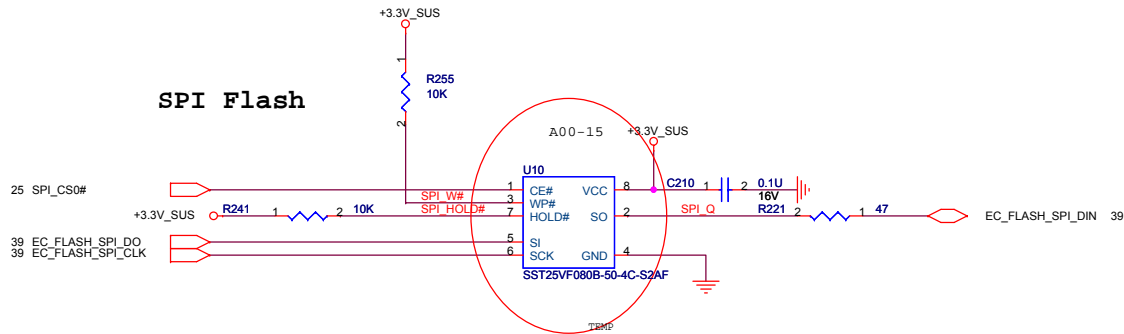 +3.3V_SUS
1
R255
10K
2
SPI Flash
A00-15
+3.3V_SUS
U10
25 SPI_CS0#
1 CE# VCC 8
C210 1 2 0.1U
16V
SPI_W#
3 WP#
+3.3V_SUS R241 1 2 10K
SPI_HOLD#
7 HOLD# SO 2
SPI_Q
R221 2 1 47
EC_FLASH_SPI_DIN 39
39 EC_FLASH_SPI_DO
5 SI
39 EC_FLASH_SPI_CLK
6 SCK GND 4
SST25VF080B-50-4C-S2AF
TEMP